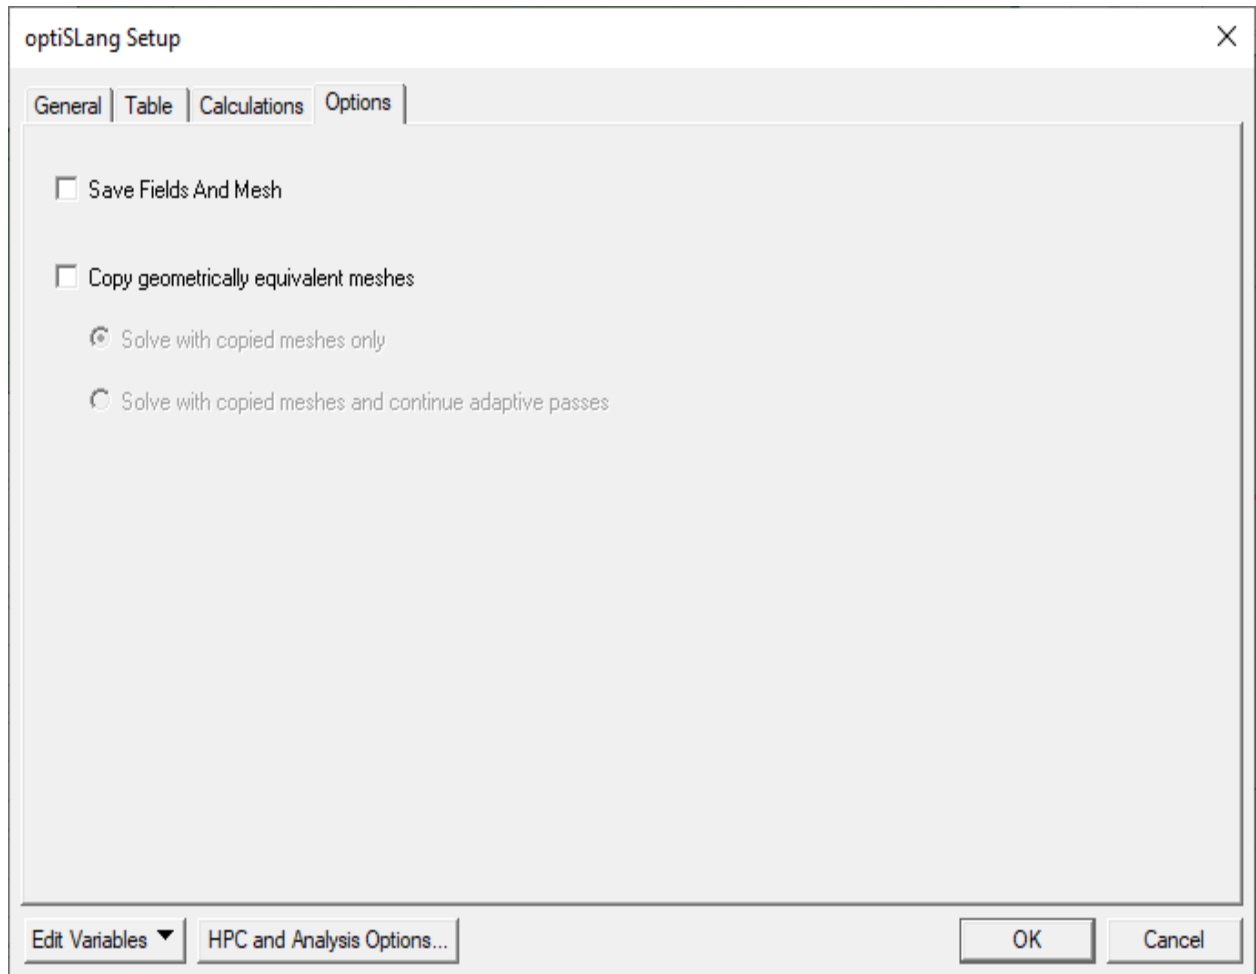 optiSLang Setup
General Table Calculations Options
Save Fields And Mesh
Copy geometrically equivalent meshes
Solve with copied meshes only
Solve with copied meshes and continue adaptive passes
Edit Variables HPC and Analysis Options... OK Cancel